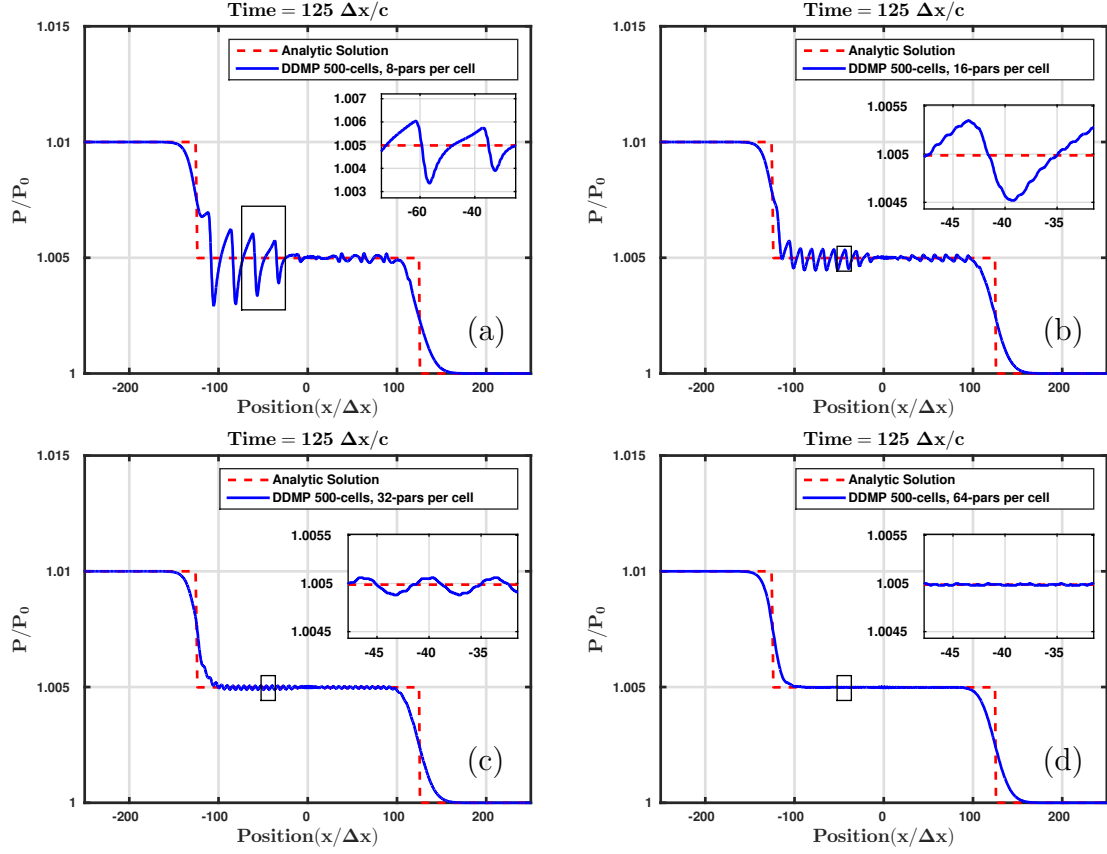 Time = 125 Δx/c
1.015
Analytic Solution
DDMP 500-cells, 8-pars per cell
1.007
1.006
1.005
1.003
-60
-40
1.01
P/P₀
1.005
(a)
1
-200
-100
0
100
200
Position(x/Δx)
Time = 125 Δx/c
1.015
Analytic Solution
DDMP 500-cells, 16-pars per cell
1.0055
1.005
1.0045
-45
-40
-35
1.01
P/P₀
1.005
(b)
1
-200
-100
0
100
200
Position(x/Δx)
Time = 125 Δx/c
1.015
Analytic Solution
DDMP 500-cells, 32-pars per cell
1.0055
1.005
1.0045
-45
-40
-35
1.01
P/P₀
1.005
(c)
1
-200
-100
0
100
200
Position(x/Δx)
Time = 125 Δx/c
1.015
Analytic Solution
DDMP 500-cells, 64-pars per cell
1.0055
1.005
1.0045
-45
-40
-35
1.01
P/P₀
1.005
(d)
1
-200
-100
0
100
200
Position(x/Δx)